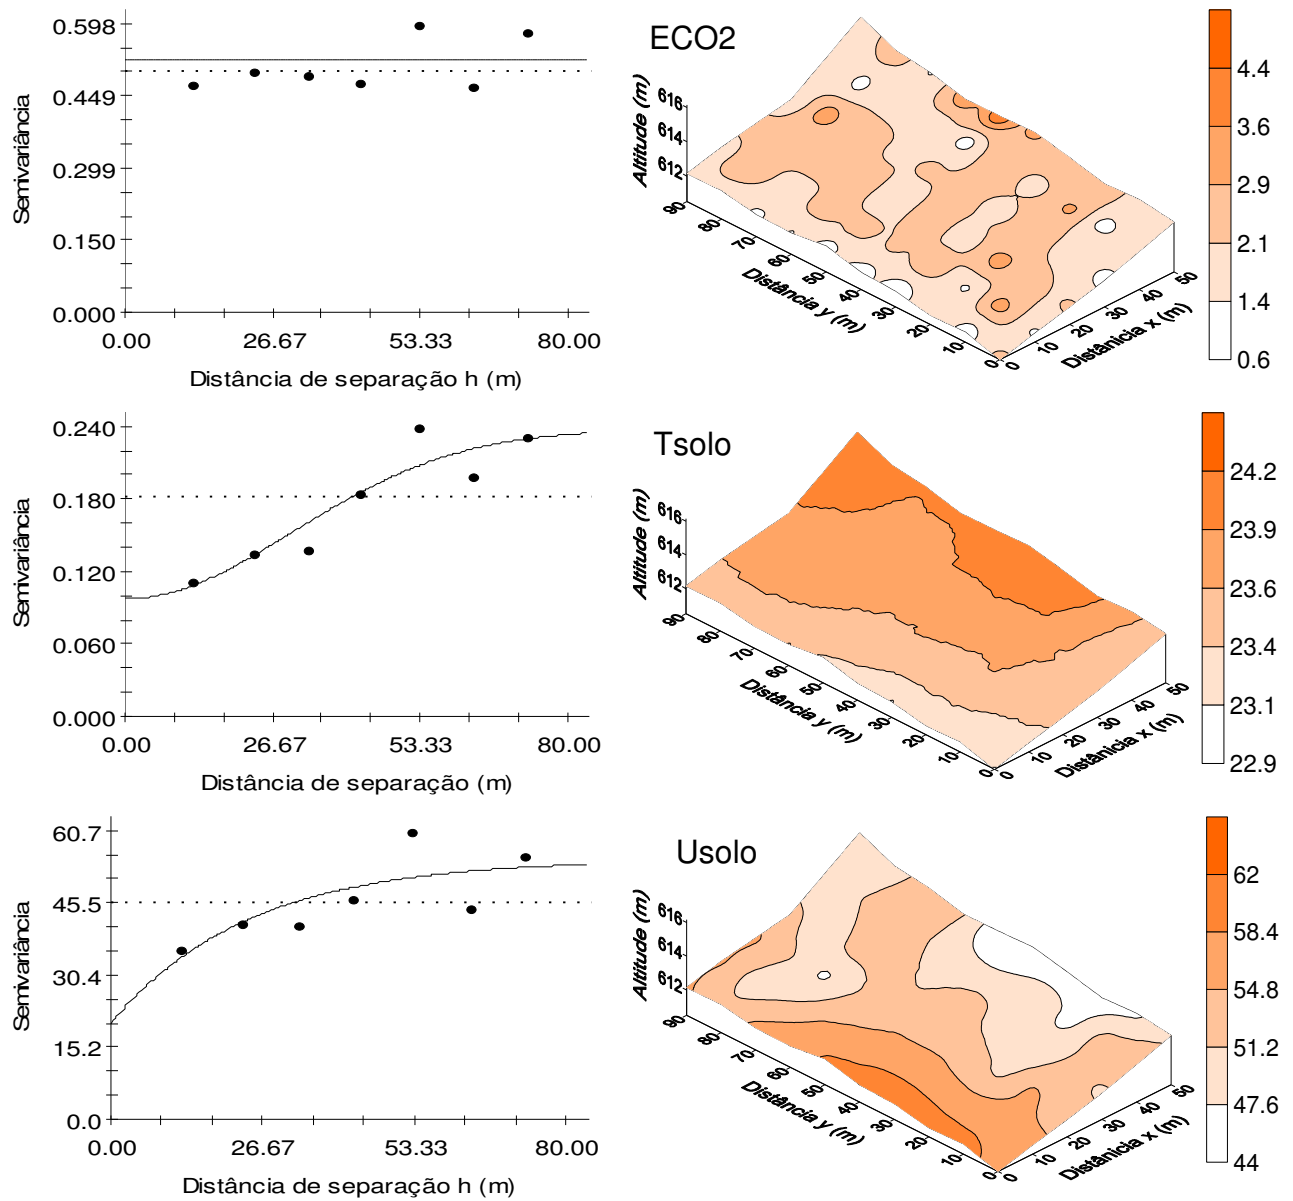 0.598
0.449
0.299
0.150
0.000
Semivariância
0.00 26.67 53.33 80.00
Distância de separação h (m)
ECO2
Altitude (m)
616
614
612
90 80 70 60 50 40 30 20 10 0
Distância y (m)
0 10 20 30 40 50
Distânicia x (m)
4.4
3.6
2.9
2.1
1.4
0.6
0.240
0.180
0.120
0.060
0.000
Semivariância
0.00 26.67 53.33 80.00
Distância de separação (m)
Tsolo
Altitude (m)
616
614
612
90 80 70 60 50 40 30 20 10 0
Distância y (m)
0 10 20 30 40 50
Distânicia x (m)
24.2
23.9
23.6
23.4
23.1
22.9
60.7
45.5
30.4
15.2
0.0
Semivariância
0.00 26.67 53.33 80.00
Distância de separação h (m)
Usolo
Altitude (m)
616
614
612
90 80 70 60 50 40 30 20 10 0
Distância y (m)
0 10 20 30 40 50
Distânicia x (m)
62
58.4
54.8
51.2
47.6
44